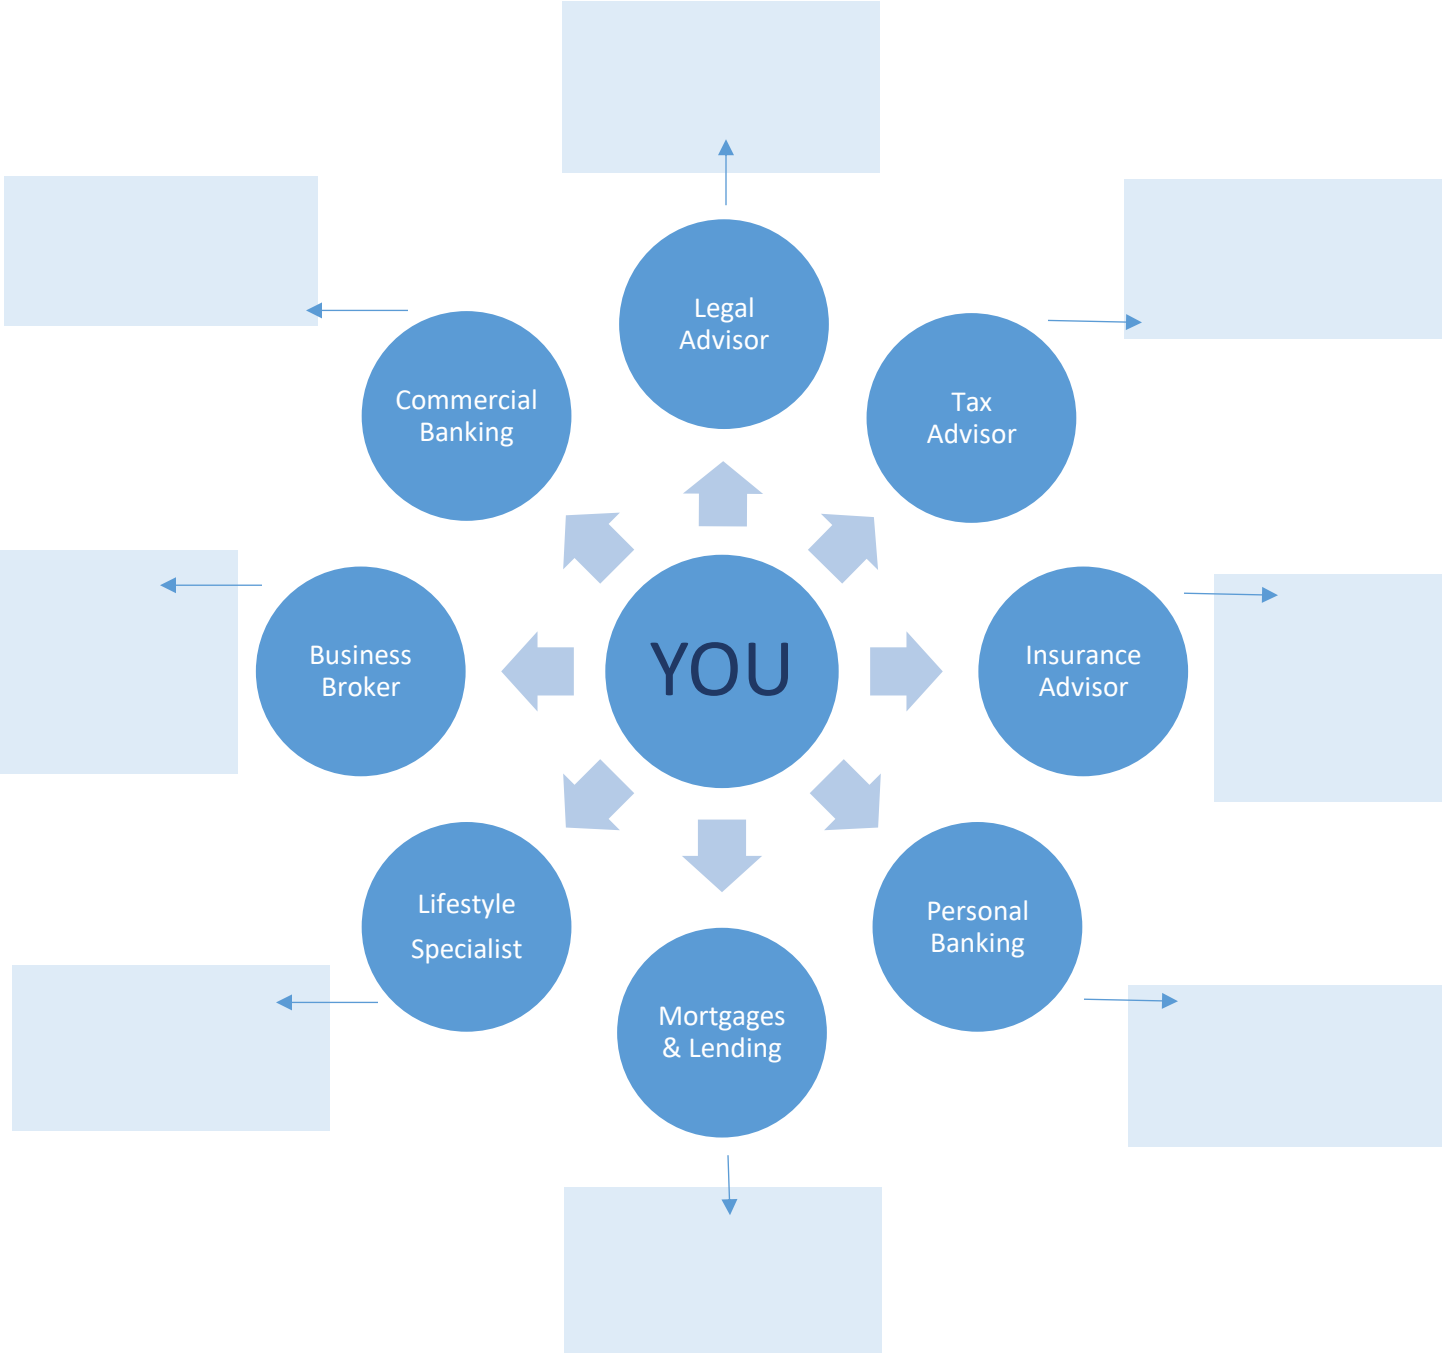 Legal
Advisor
Commercial
Banking
Tax
Advisor
Business
Broker
YOU
Insurance
Advisor
Lifestyle
Specialist
Personal
Banking
Mortgages
& Lending